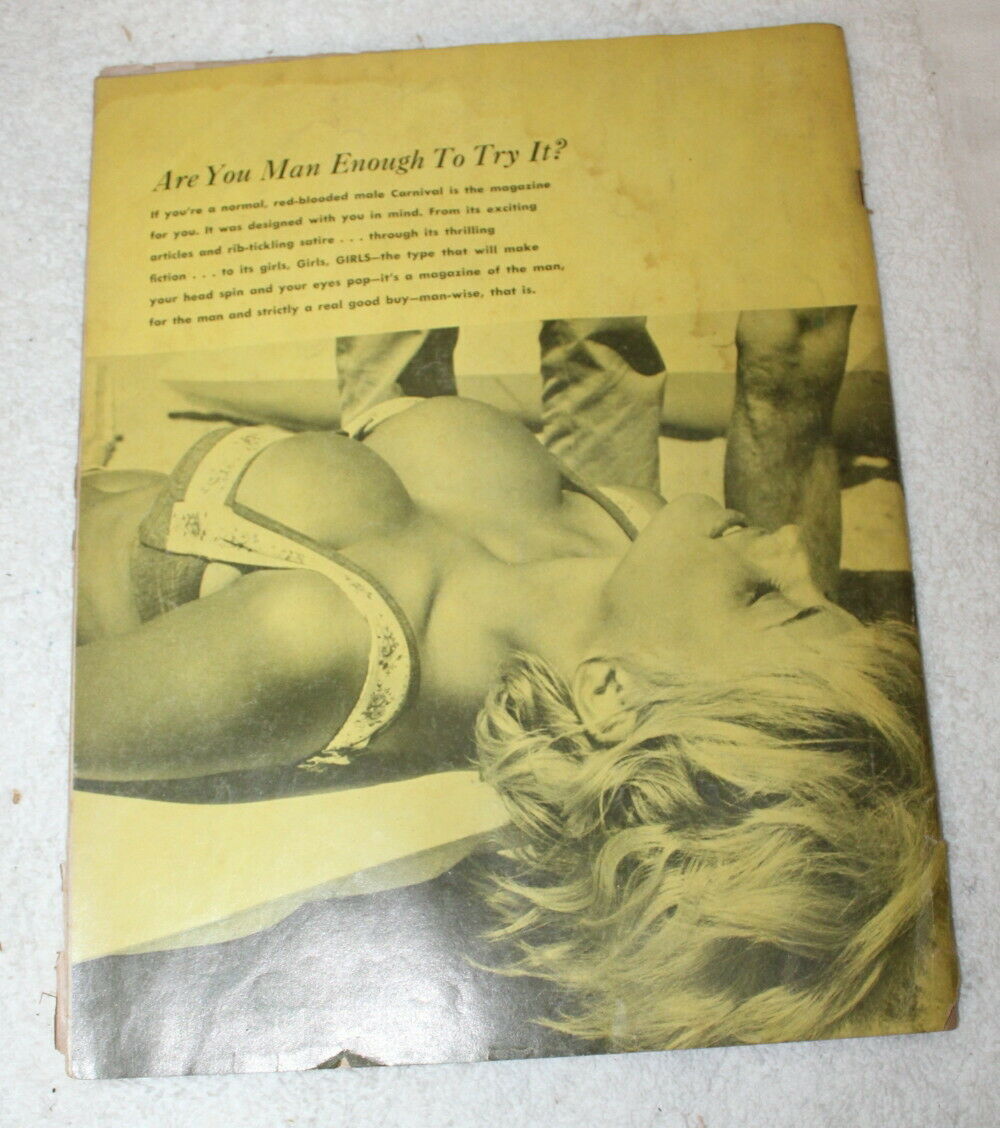 Are You Man Enough To Try It?
If you're a normal, red-blooded male Carnival is the magazine
for you. It was designed with you in mind. From its exciting
articles and rib-tickling satire . . . through its thrilling
fiction . . . to its girls, Girls, GIRLS—the type that will make
your head spin and your eyes pop—it's a magazine of the man,
for the man and strictly a real good buy—man-wise, that is.